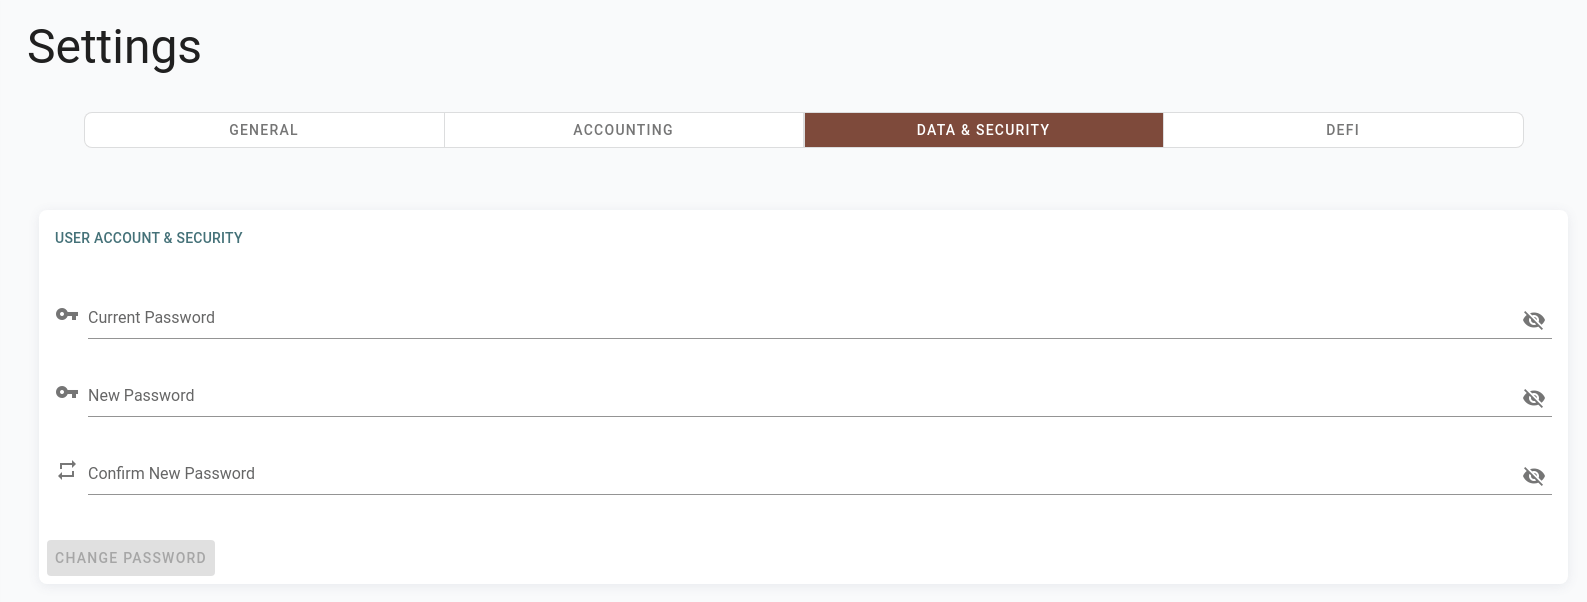 Settings
GENERAL
ACCOUNTING
DATA & SECURITY
DEFI
USER ACCOUNT & SECURITY
Current Password
New Password
Confirm New Password
CHANGE PASSWORD